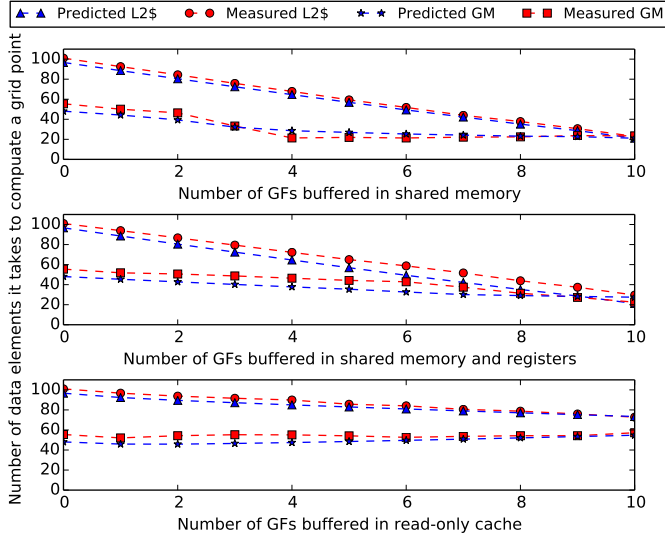 Predicted L2$ Measured L2$ Predicted GM Measured GM
Number of data elements it takes to compuate a grid point
100
80
60
40
20
0
0 2 4 6 8 10
Number of GFs buffered in shared memory
100
80
60
40
20
0
0 2 4 6 8 10
Number of GFs buffered in shared memory and registers
100
80
60
40
20
0
0 2 4 6 8 10
Number of GFs buffered in read-only cache